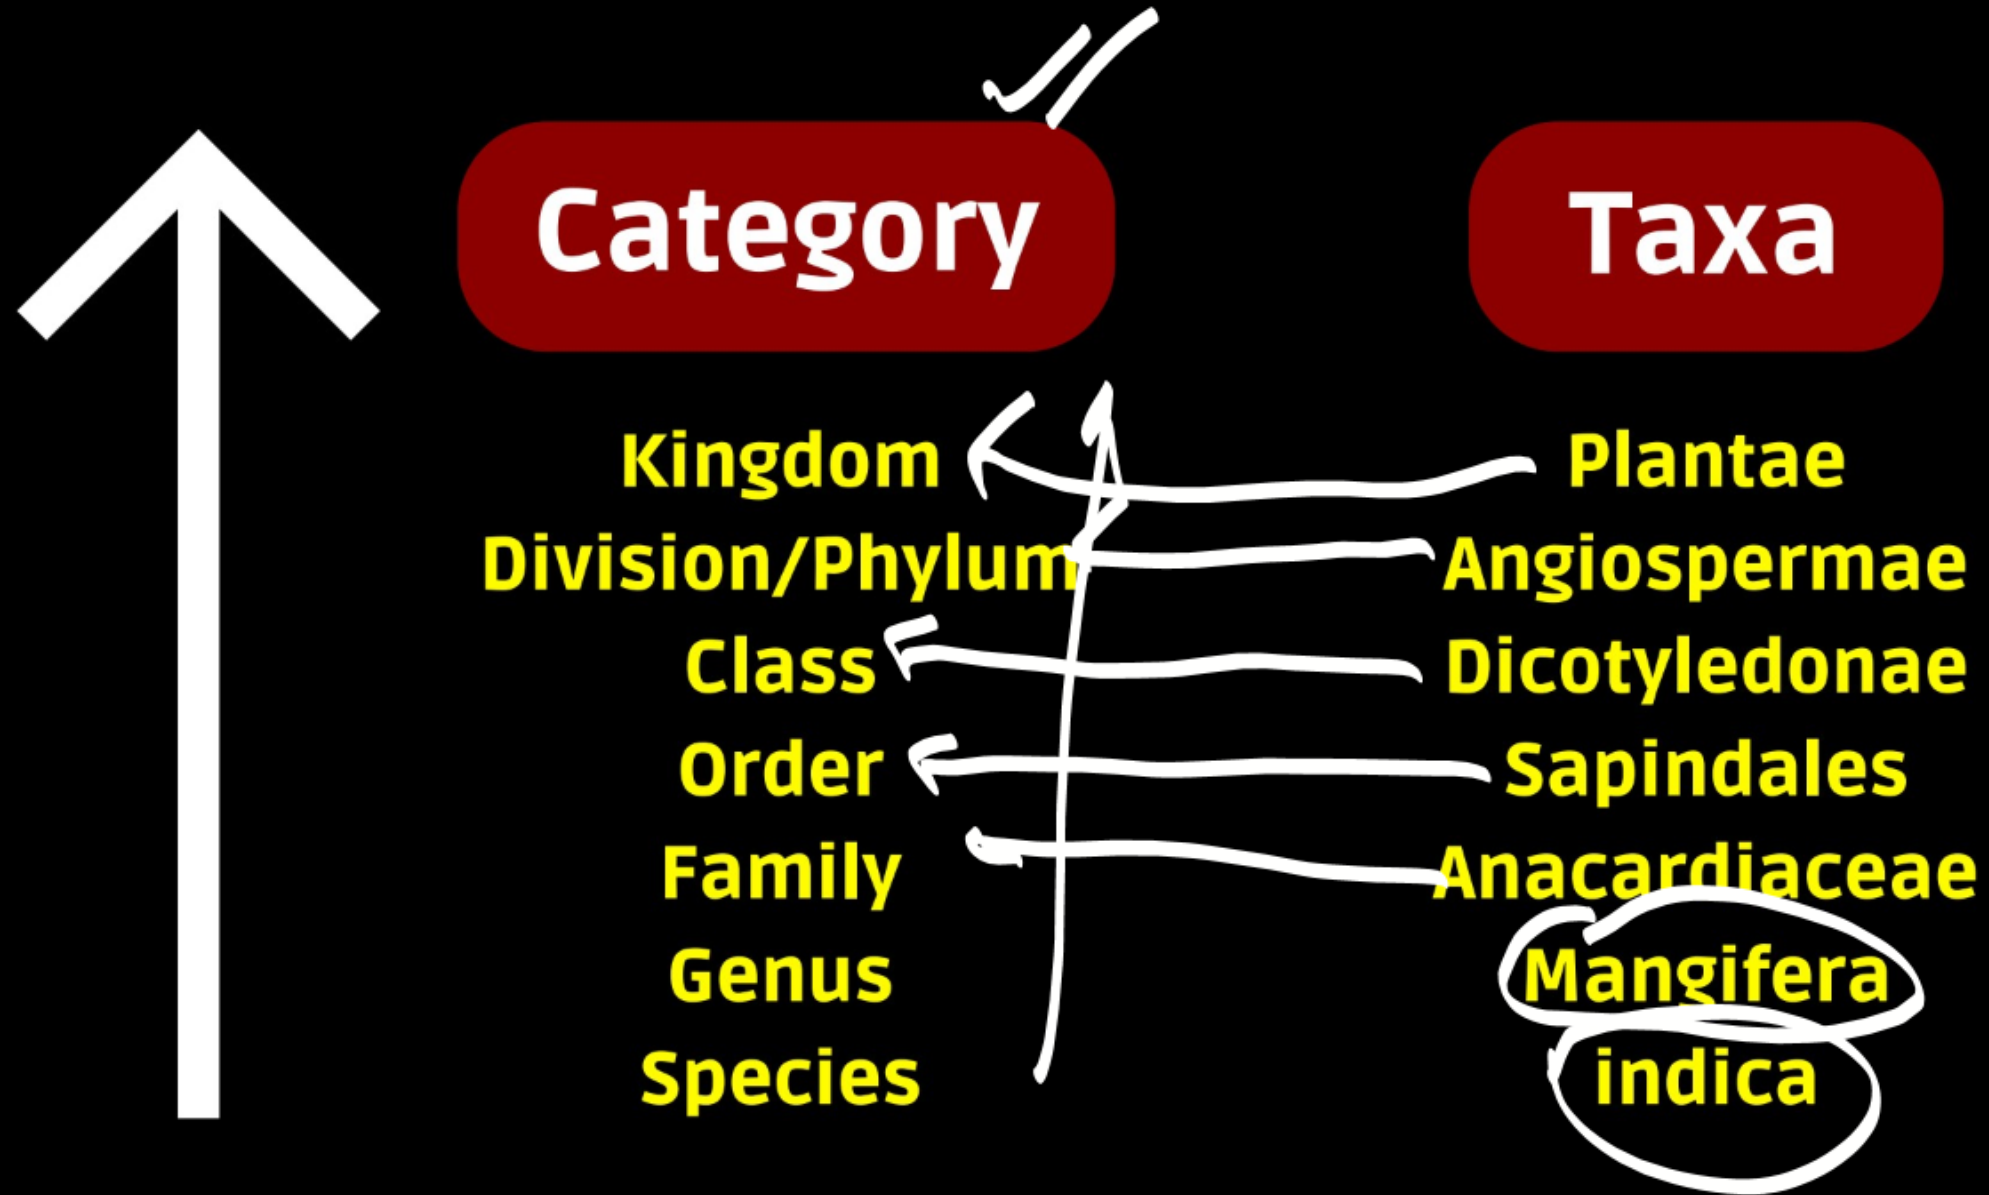 Category Taxa
Kingdom Plantae
Division/Phylum Angiospermae
Class Dicotyledonae
Order Sapindales
Family Anacardiaceae
Genus Mangifera
Species indica